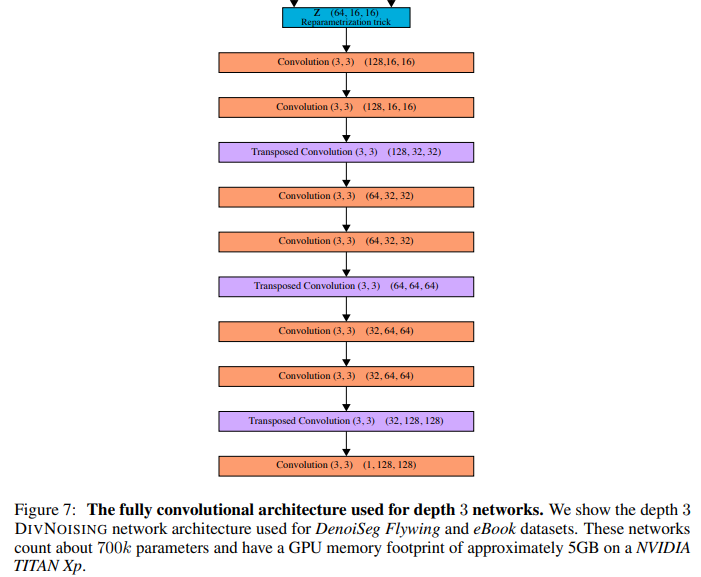 Z (64, 16, 16)
Reparametrization trick
Convolution (3, 3) (128,16, 16)
Convolution (3, 3) (128, 16, 16)
Transposed Convolution (3, 3) (128, 32, 32)
Convolution (3, 3) (64, 32, 32)
Convolution (3, 3) (64, 32, 32)
Transposed Convolution (3, 3) (64, 64, 64)
Convolution (3, 3) (32, 64, 64)
Convolution (3, 3) (32, 64, 64)
Transposed Convolution (3, 3) (32, 128, 128)
Convolution (3, 3) (1, 128, 128)
Figure 7: The fully convolutional architecture used for depth 3 networks. We show the depth 3
DIVNOISING network architecture used for DenoiSeg Flywing and eBook datasets. These networks
count about 700k parameters and have a GPU memory footprint of approximately 5GB on a NVIDIA
TITAN Xp.